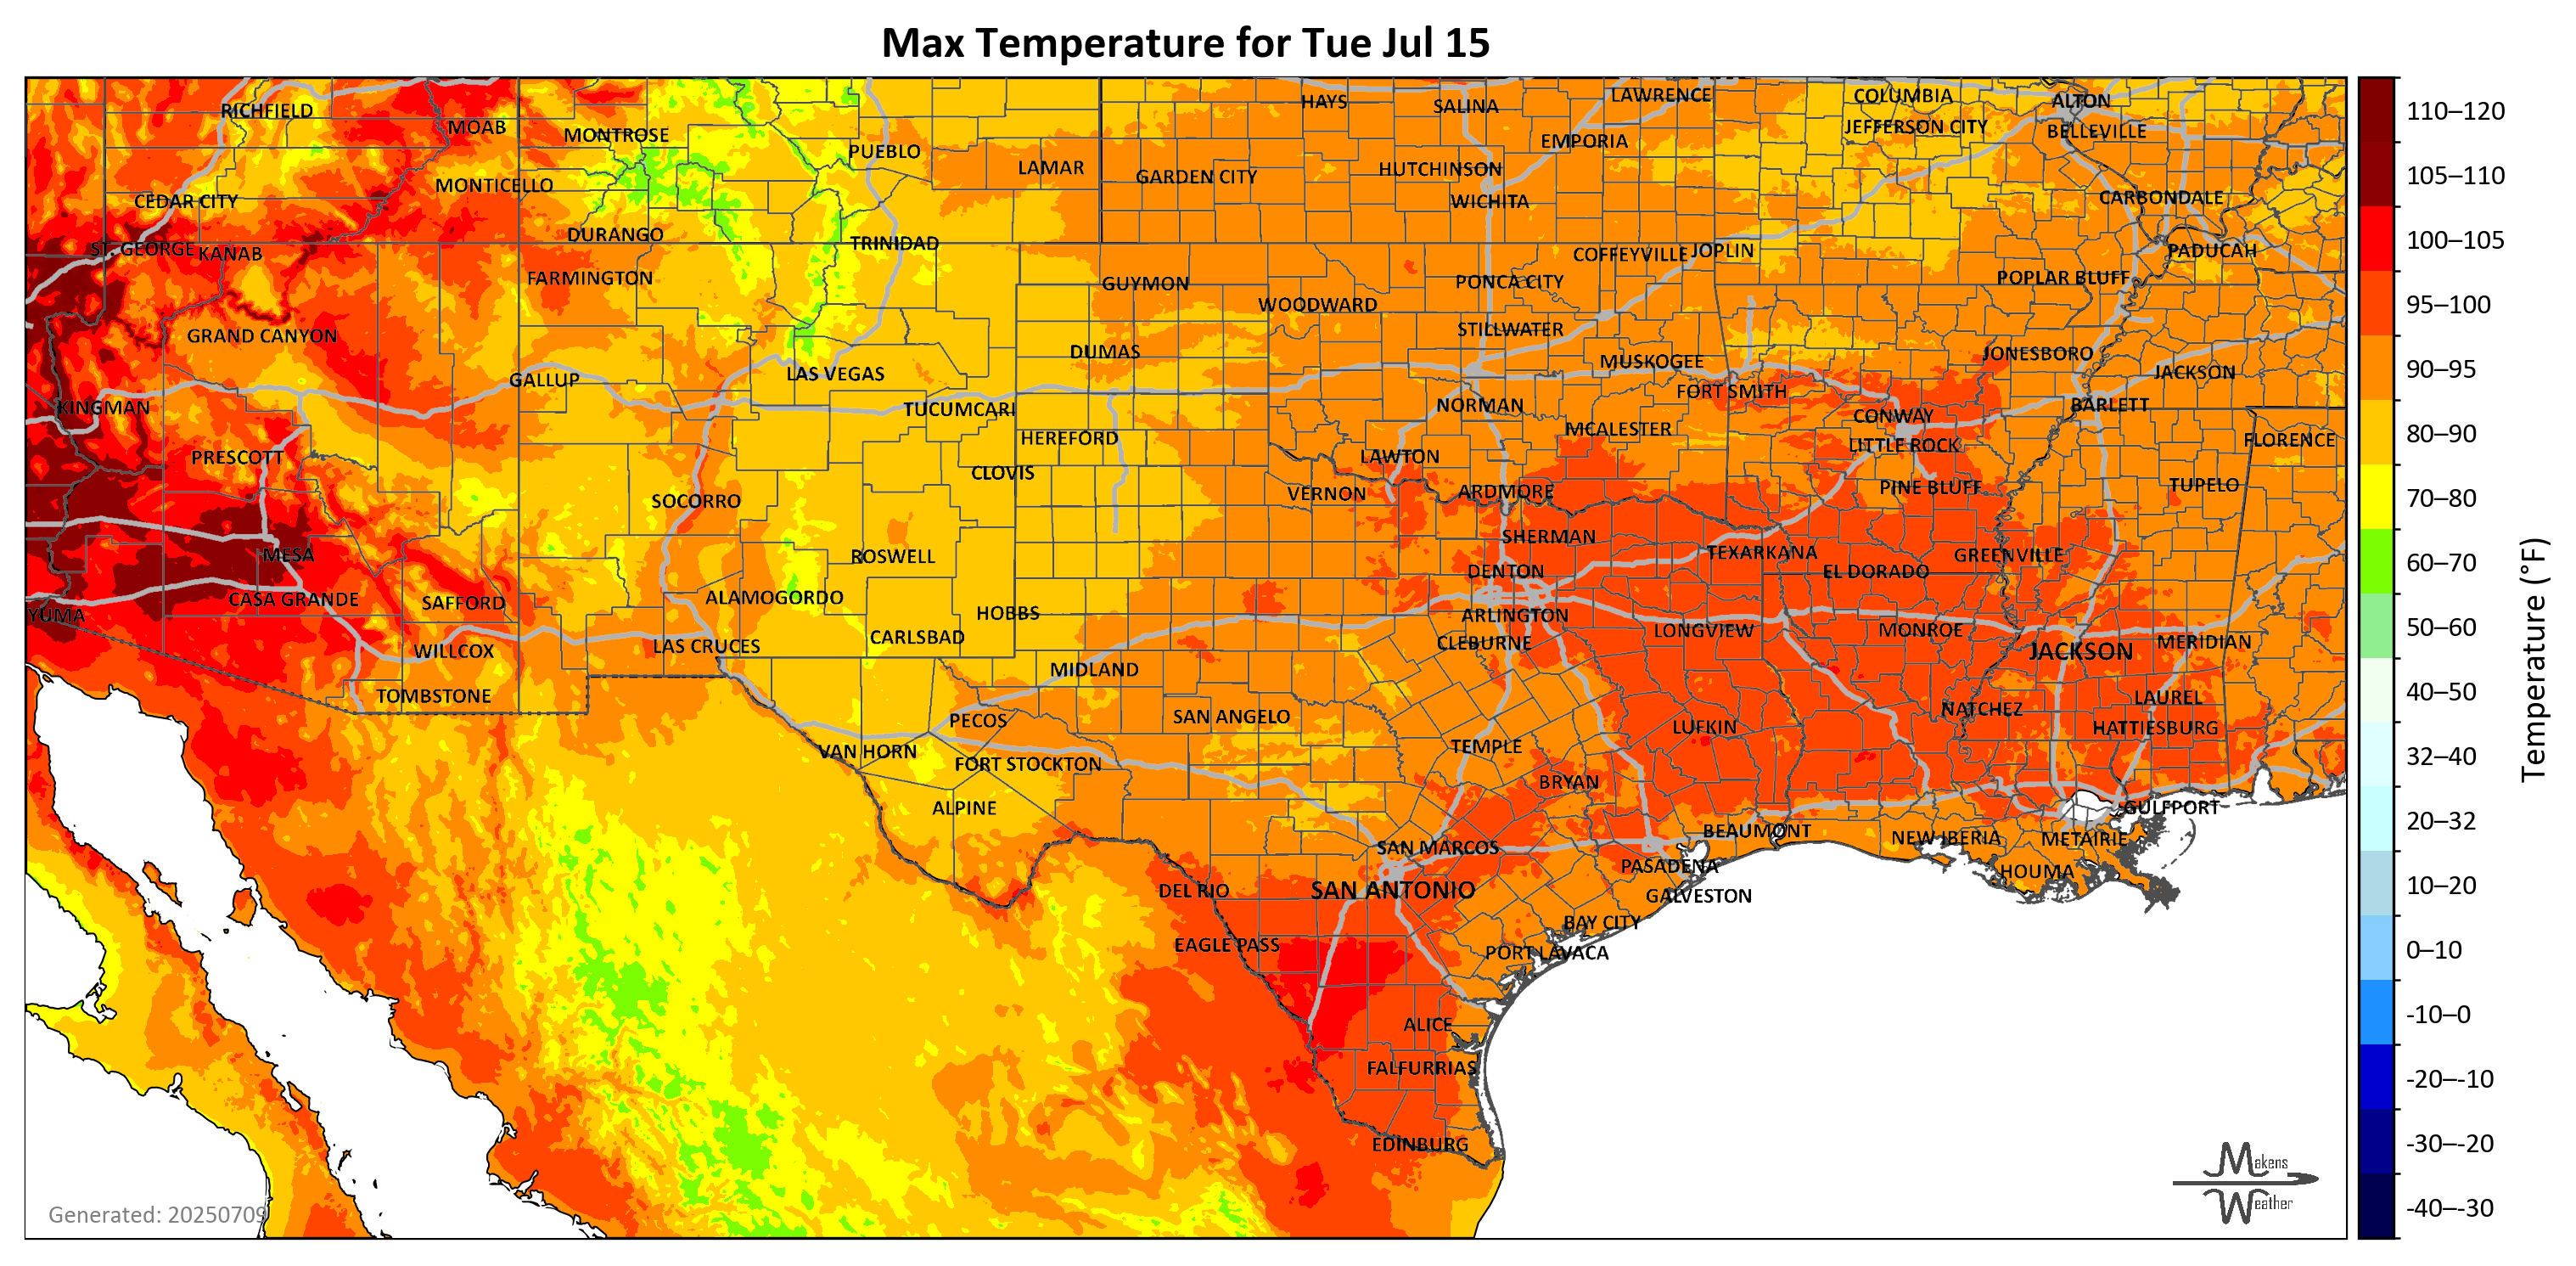 Max Temperature for Tue Jul 15
RICHFIELD
MOAB
MONTROSE
PUEBLO
LAMAR
HAYS
SALINA
LAWRENCE
COLUMBIA
ALTON
JEFFERSON CITY
BELLEVILLE
EMPORIA
GARDEN CITY
HUTCHINSON
WICHITA
MONTICELLO
CEDAR CITY
CARBONDALE
DURANGO
TRINIDAD
ST. GEORGE
KANAB
COFFEYVILLE
JOPLIN
PADUCAH
FARMINGTON
GUYMON
PONCA CITY
POPLAR BLUFF
WOODWARD
STILLWATER
GRAND CANYON
DUMAS
JONESBORO
MUSKOGEE
LAS VEGAS
GALLUP
JACKSON
FORT SMITH
KINGMAN
TUCUMCARI
NORMAN
BARLETT
CONWAY
HEREFORD
MCALESTER
FLORENCE
LITTLE ROCK
PRESCOTT
LAWTON
CLOVIS
PINE BLUFF
TUPELO
SOCORRO
VERNON
ARDMORE
SHERMAN
MESA
ROSWELL
TEXARKANA
GREENVILLE
DENTON
EL DORADO
CASA GRANDE
SAFFORD
ALAMOGORDO
HOBBS
ARLINGTON
YUMA
CARLSBAD
CLEBURNE
LONGVIEW
MONROE
LAS CRUCES
WILLCOX
JACKSON
MERIDIAN
MIDLAND
TOMBSTONE
LAUREL
PECOS
SAN ANGELO
NATCHEZ
LUFKIN
HATTIESBURG
VAN HORN
TEMPLE
FORT STOCKTON
BRYAN
ALPINE
GULFPORT
BEAUMONT
NEW IBERIA
METAIRIE
SAN MARCOS
PASADENA
HOUMA
DEL RIO
SAN ANTONIO
GALVESTON
BAY CITY
EAGLE PASS
PORT LAVACA
ALICE
FALFURRIAS
EDINBURG
Generated: 20250709
Makens
Weather
110–120
105–110
100–105
95–100
90–95
80–90
70–80
60–70
50–60
40–50
32–40
20–32
10–20
0–10
-10–0
-20–-10
-30–-20
-40–-30
Temperature (°F)